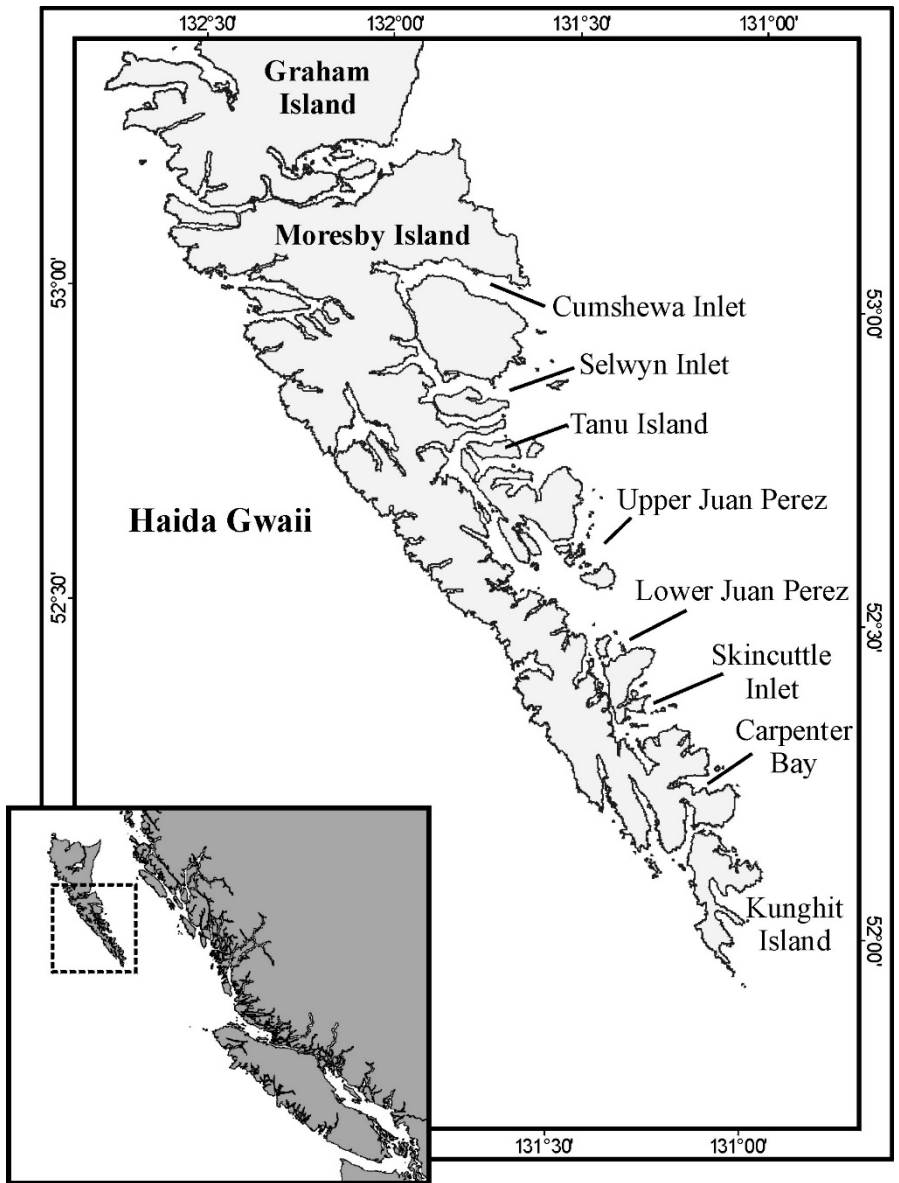 132°30'
132°00'
131°30'
131°00'
Graham
Island
Moresby Island
53°00'
53°00'
Cumshewa Inlet
Selwyn Inlet
Tanu Island
Upper Juan Perez
Haida Gwaii
Lower Juan Perez
52°30'
52°30'
Skincuttle
Inlet
Carpenter
Bay
Kunghit
Island
52°00'
131°30'
131°00'